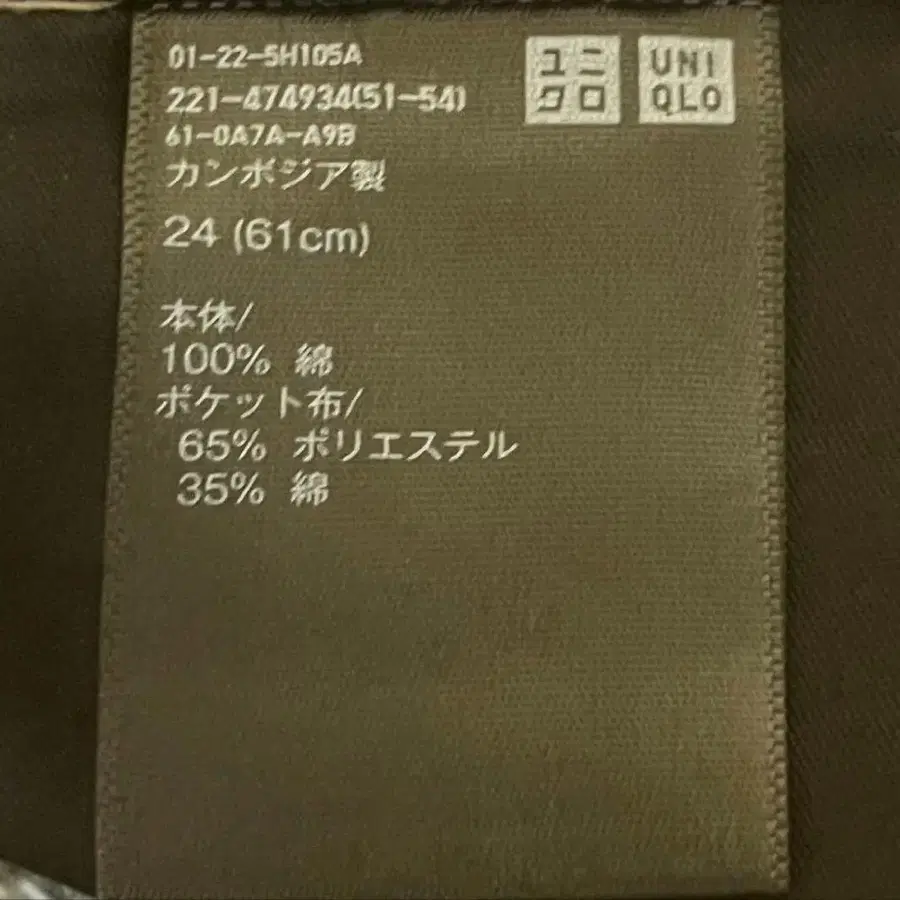 01-22-5H105A
221-474934(51-54)
61-0A7A-A9B
カンボジア製
24 (61cm)
本体/
100% 綿
ポケット布/
65% ポリエステル
35% 綿
ユニ
クロ
UNI
QLO